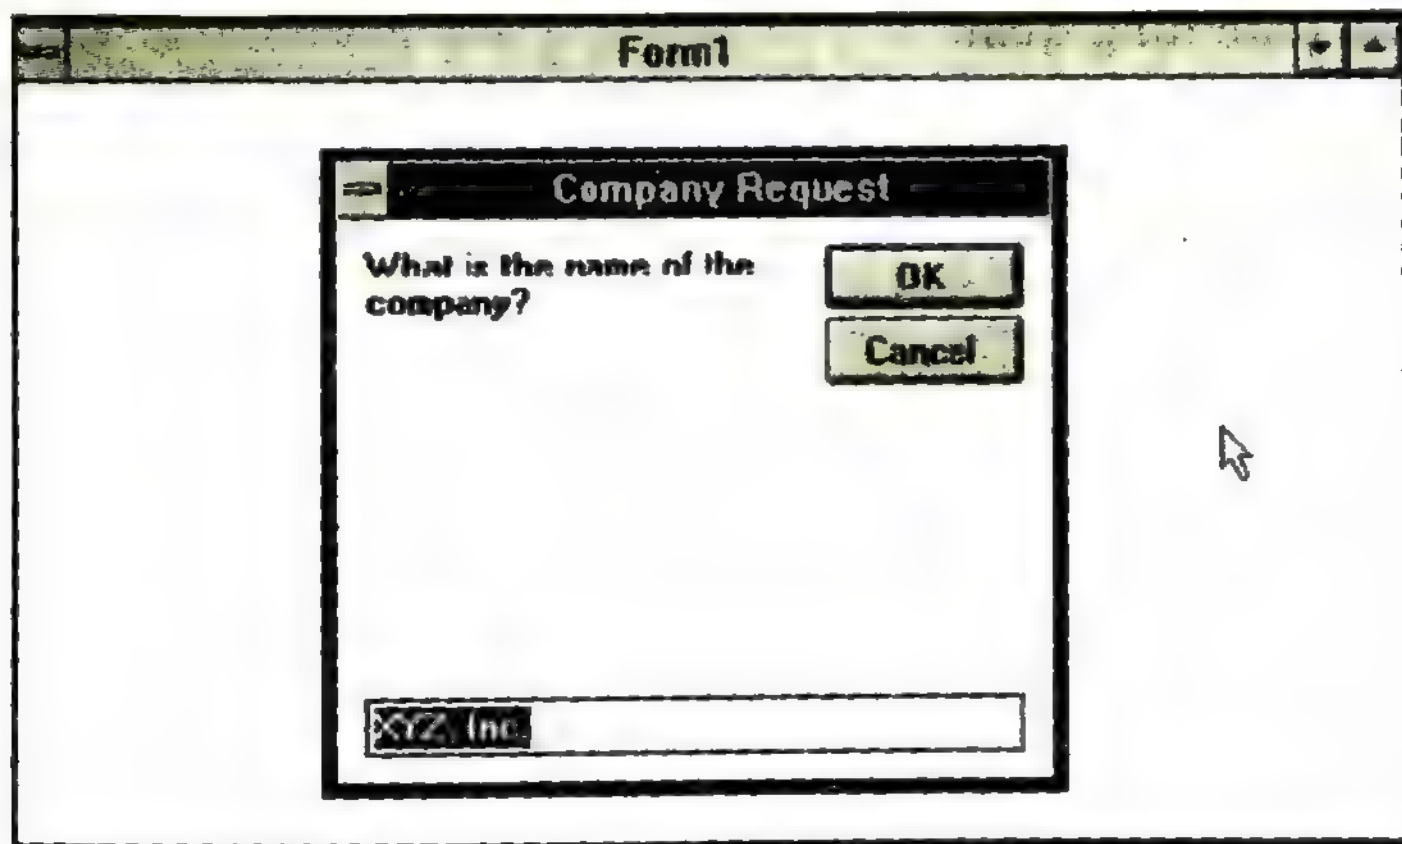 Form1
Company Request
What is the name of the
company?
OK
Cancel
XYZ, Inc.